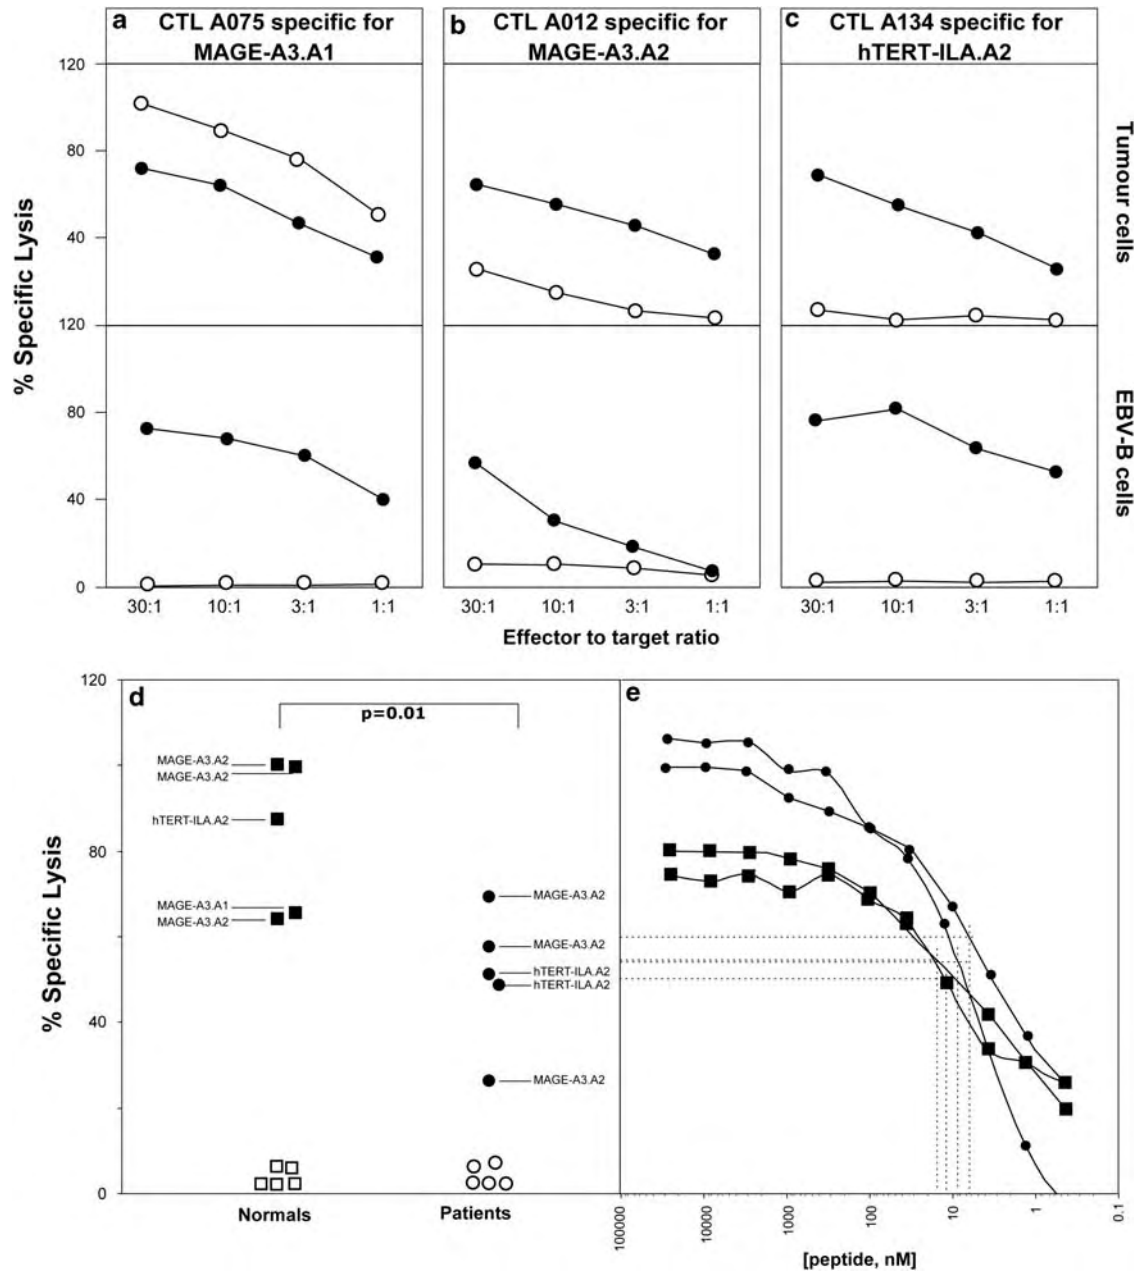 a
CTL A075 specific for
MAGE-A3.A1
b
CTL A012 specific for
MAGE-A3.A2
c
CTL A134 specific for
hTERT-ILA.A2
120
80
40
120
80
40
0
% Specific Lysis
Tumour cells
EBV-B cells
30:1 10:1 3:1 1:1
30:1 10:1 3:1 1:1
30:1 10:1 3:1 1:1
Effector to target ratio
d
p=0.01
120
80
40
0
% Specific Lysis
MAGE-A3.A2
MAGE-A3.A2
hTERT-ILA.A2
MAGE-A3.A1
MAGE-A3.A2
MAGE-A3.A2
MAGE-A3.A2
hTERT-ILA.A2
hTERT-ILA.A2
MAGE-A3.A2
Normals
Patients
e
100000
10000
1000
100
10
1
0.1
[peptide, nM]